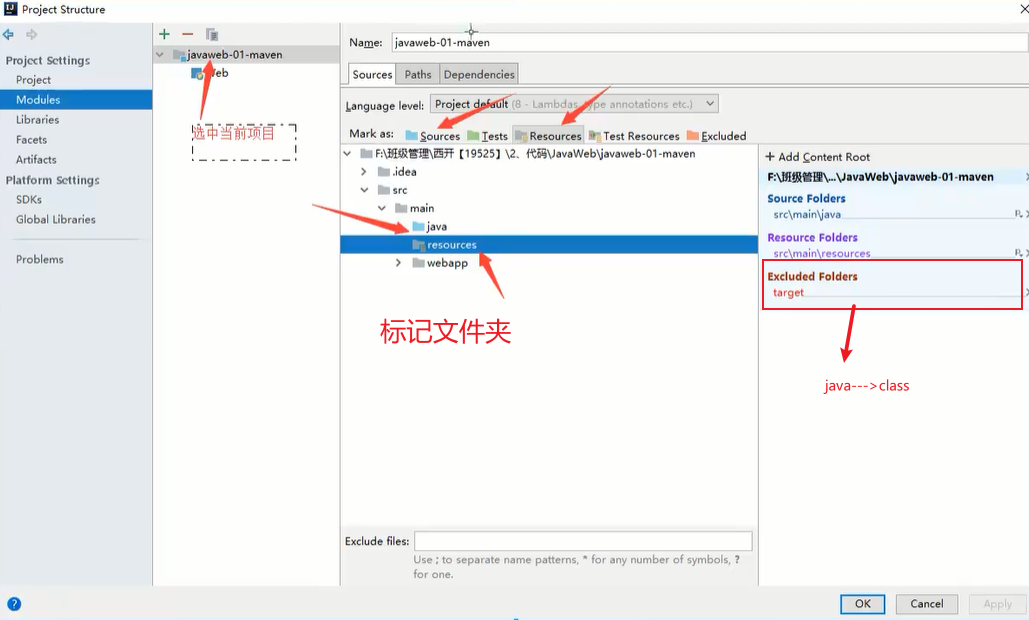 Project Structure
Project Settings
Project
Modules
Libraries
Facets
Artifacts
Platform Settings
SDKs
Global Libraries
Problems
javaweb-01-maven
Web
选中当前项目
Name: javaweb-01-maven
Sources Paths Dependencies
Language level: Project default (8 - Lambdas, type annotations etc.)
Mark as: Sources Tests Resources Test Resources Excluded
F:\班级管理\西开【19525】\2、代码\JavaWeb\javaweb-01-maven
.idea
src
main
java
resources
webapp
标记文件夹
+ Add Content Root
F:\班级管理\...\JavaWeb\javaweb-01-maven
Source Folders
src\main\java
Resource Folders
src\main\resources
Excluded Folders
target
java--->class
Exclude files:
Use ; to separate name patterns, * for any number of symbols, ?
for one.
? OK Cancel Apply